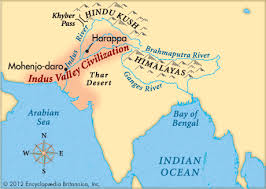 HINDU KUSH
Khyber
Pass
Harappa
Mohenjo-daro
Indus River
Indus Valley Civilization
Brahmaputra River
HIMALAYAS
Thar
Desert
Ganges River
Arabian
Sea
Bay of
Bengal
N
W
E
S
INDIAN
OCEAN
© 2012 Encyclopædia Britannica, Inc.